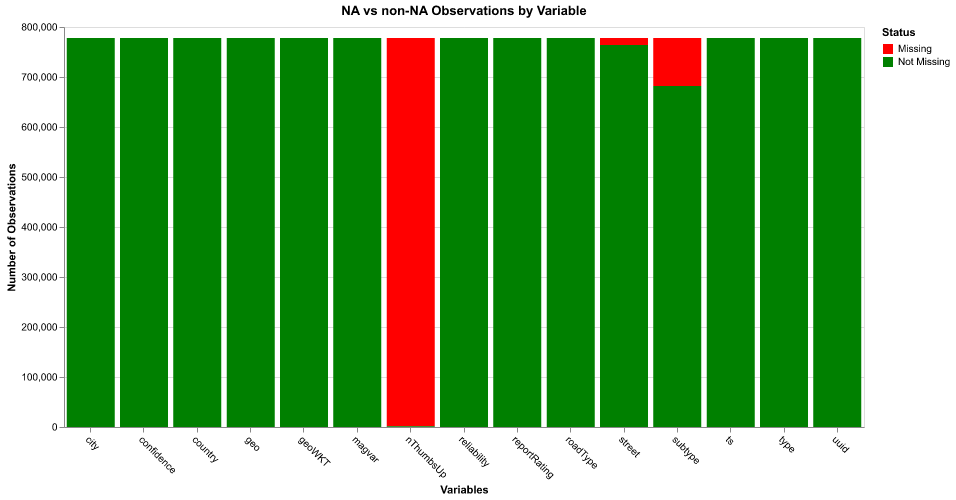 NA vs non-NA Observations by Variable
800,000
700,000
600,000
500,000
400,000
300,000
200,000
100,000
0
Number of Observations
city
confidence
country
geo
geoWKT
magvar
nThumbsUp
reliability
reportRating
roadType
street
subtype
ts
type
uuid
Variables
Status
Missing
Not Missing